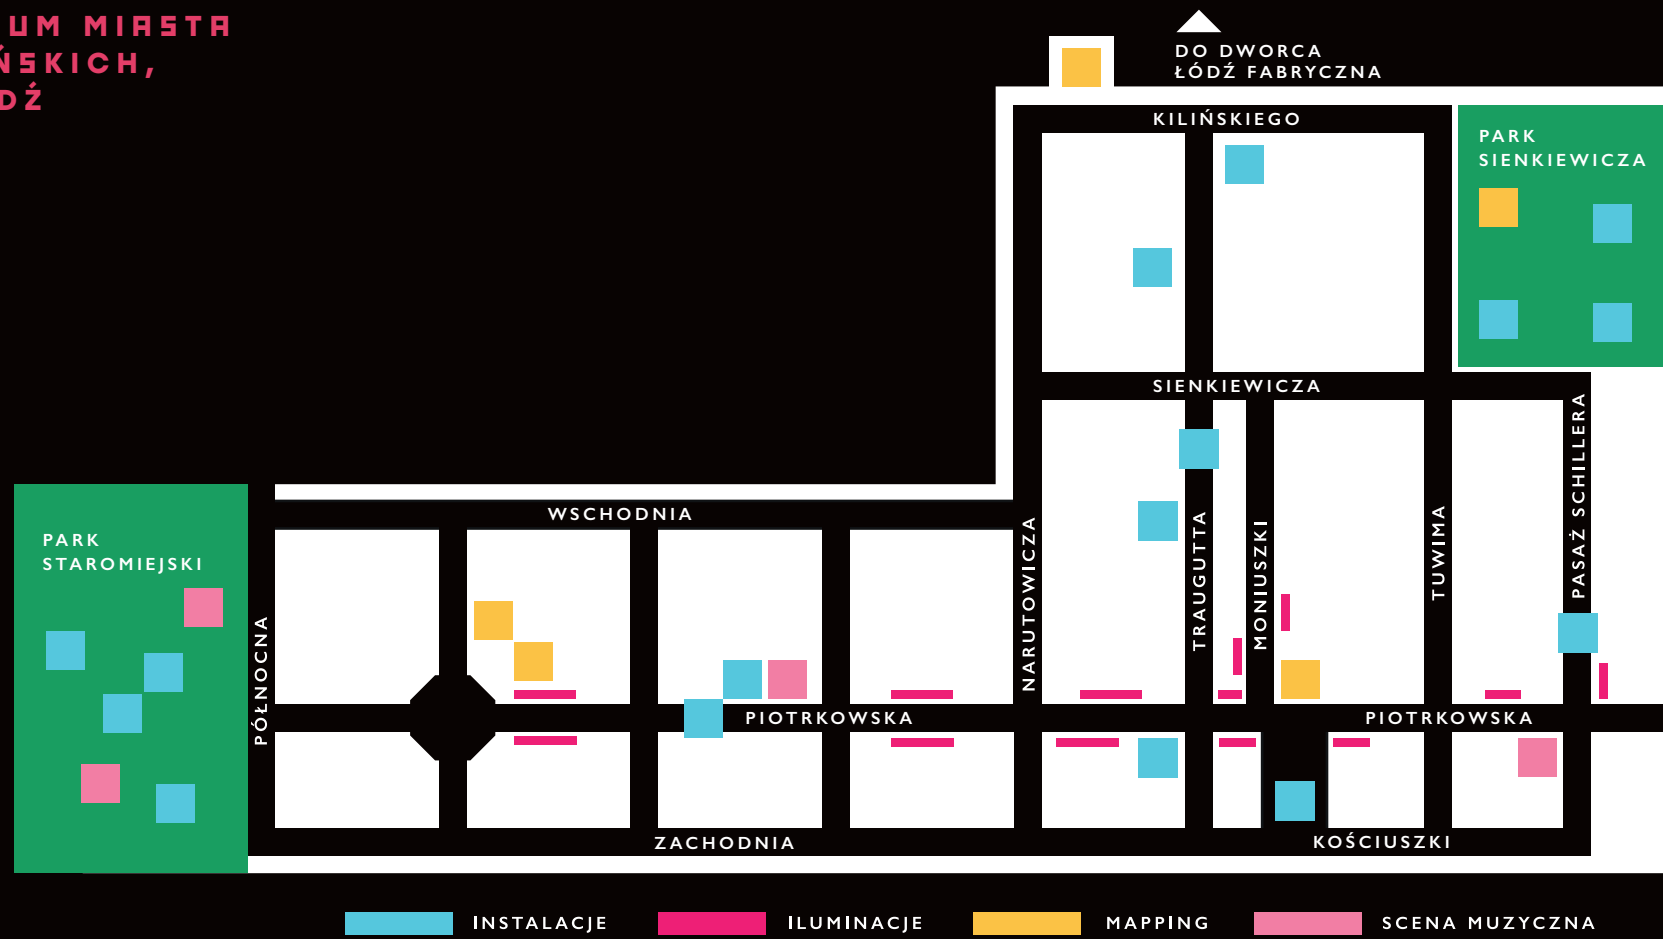 UM MIASTA
ŃSKICH,
DŹ
DO DWORCA
ŁÓDŹ FABRYCZNA
KILIŃSKIEGO
PARK
SIENKIEWICZA
SIENKIEWICZA
PASAŻ SCHILLERA
WSCHODNIA
PARK
STAROMIEJSKI
NARUTOWICZA
TRAUGUTTA
MONIUSZKI
TUWIMA
PÓŁNOCNA
PIOTRKOWSKA
PIOTRKOWSKA
ZACHODNIA
KOŚCIUSZKI
INSTALACJE
ILUMINACJE
MAPPING
SCENA MUZYCZNA